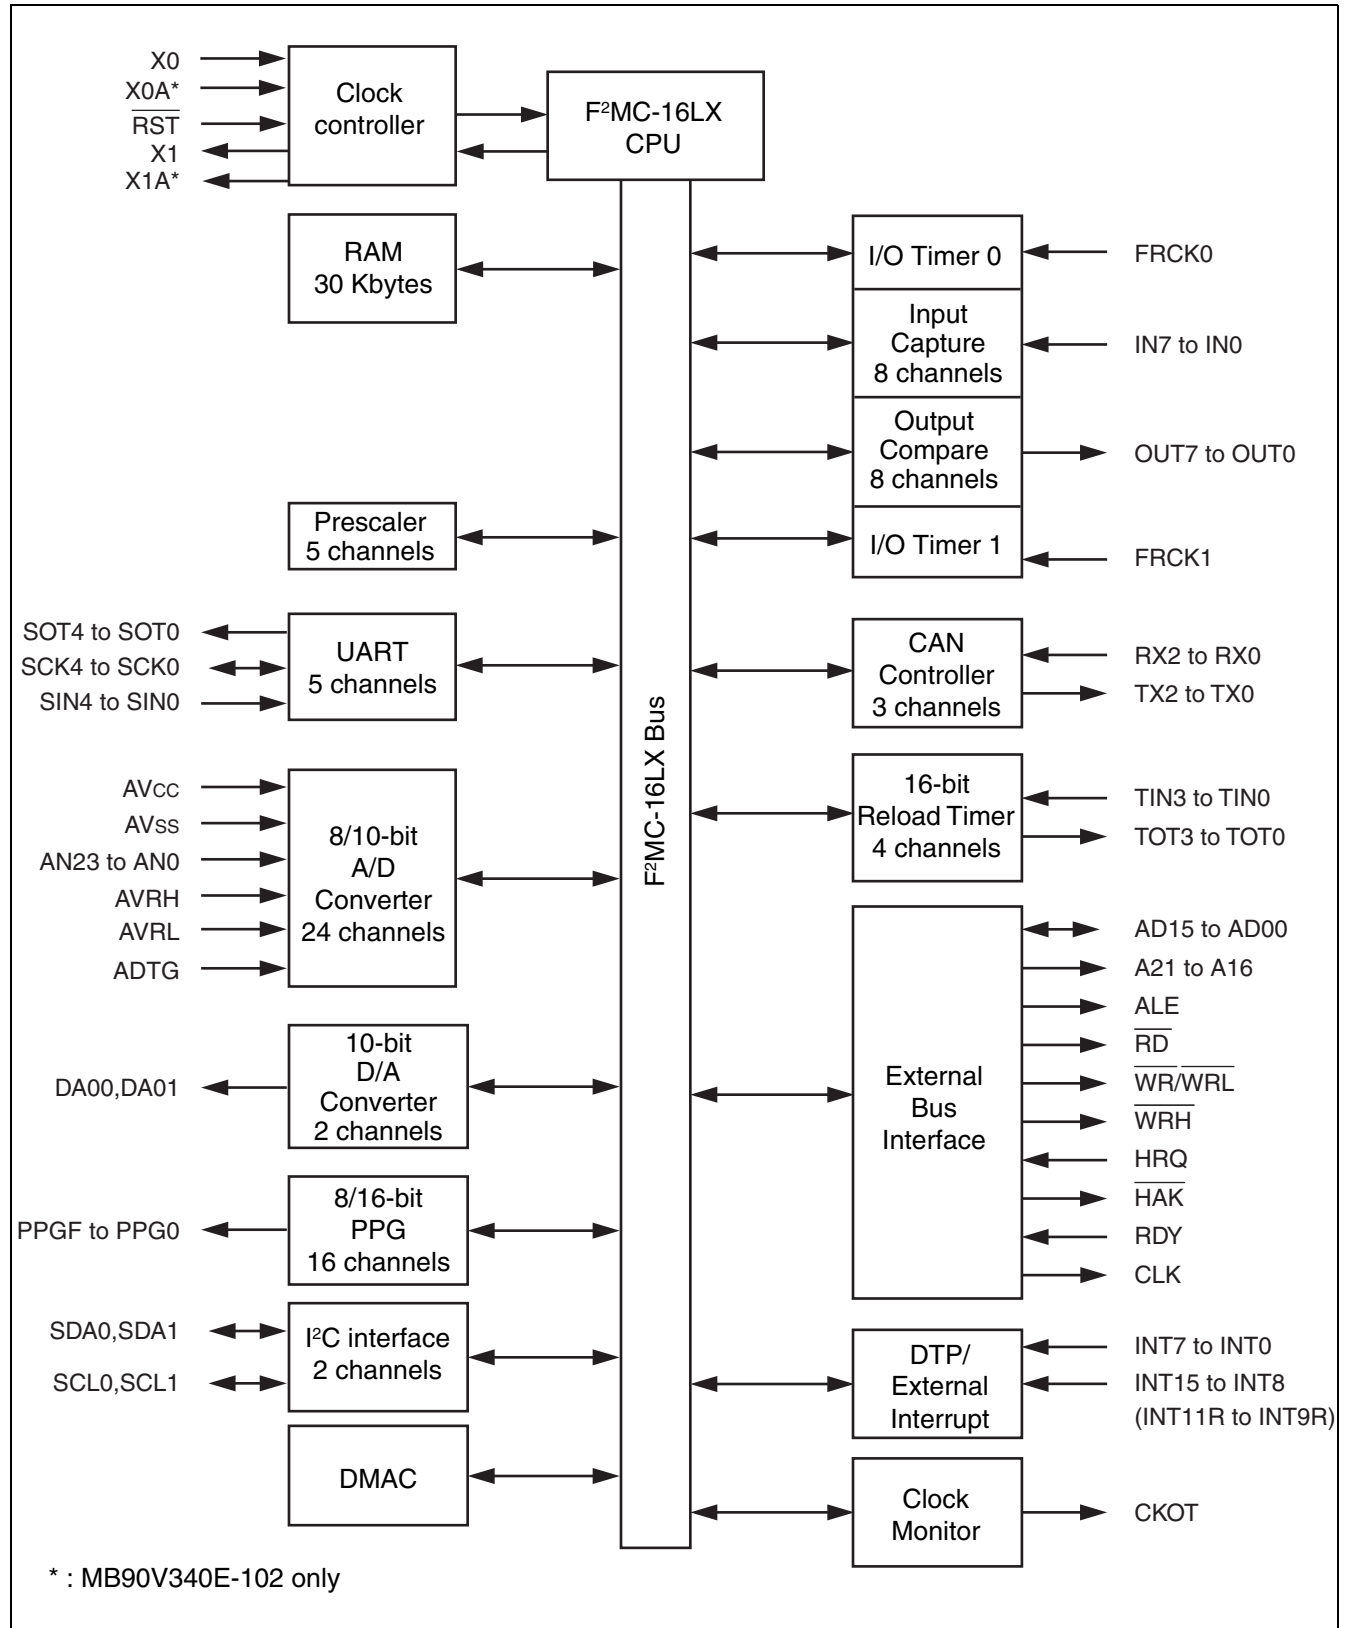 X0
X0A*
RST
X1
X1A*
Clock
controller
F²MC-16LX
CPU
RAM
30 Kbytes
Prescaler
5 channels
SOT4 to SOT0
SCK4 to SCK0
SIN4 to SIN0
UART
5 channels
AVCC
AVSS
AN23 to AN0
AVRH
AVRL
ADTG
8/10-bit
A/D
Converter
24 channels
DA00,DA01
10-bit
D/A
Converter
2 channels
PPGF to PPG0
8/16-bit
PPG
16 channels
SDA0,SDA1
SCL0,SCL1
I²C interface
2 channels
DMAC
F²MC-16LX Bus
I/O Timer 0
FRCK0
Input
Capture
8 channels
IN7 to IN0
Output
Compare
8 channels
OUT7 to OUT0
I/O Timer 1
FRCK1
CAN
Controller
3 channels
RX2 to RX0
TX2 to TX0
16-bit
Reload Timer
4 channels
TIN3 to TIN0
TOT3 to TOT0
External
Bus
Interface
AD15 to AD00
A21 to A16
ALE
RD
WR/WRL
WRH
HRQ
HAK
RDY
CLK
DTP/
External
Interrupt
INT7 to INT0
INT15 to INT8
(INT11R to INT9R)
Clock
Monitor
CKOT
* : MB90V340E-102 only